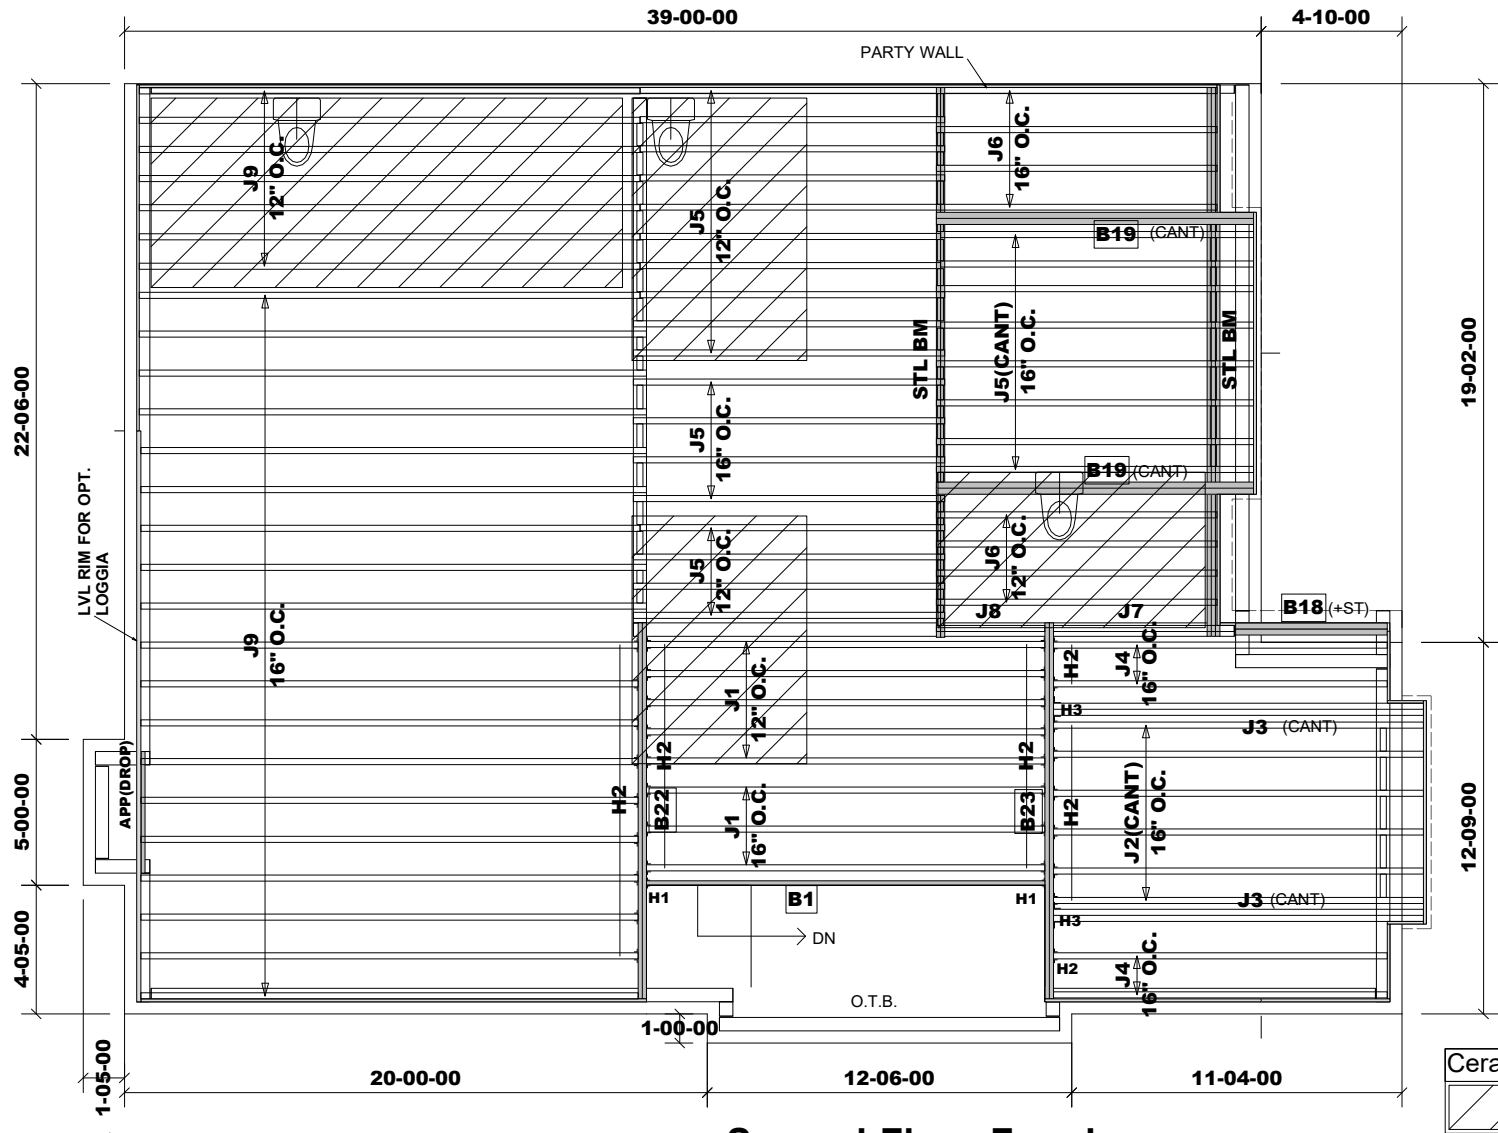 39-00-00
4-10-00
PARTY WALL
J9
12" O.C.
J5
12" O.C.
J6
16" O.C.
B19 (CANT)
22-06-00
19-02-00
STL BM
J5(CANT)
16" O.C.
STL BM
J5
16" O.C.
B19 (CANT)
LVL RIM FOR OPT.
LOGGIA
J5
12" O.C.
J6
12" O.C.
J8
J7
B18 (+ST)
J9
16" O.C.
J1
12" O.C.
H2
J4
16" O.C.
H3
J3 (CANT)
APP(DROP)
H2
H2
B22
H2
B23
H2
J1
16" O.C.
J2(CANT)
16" O.C.
5-00-00
12-09-00
H1
B1
H1
J3 (CANT)
H3
DN
H2
J4
16" O.C.
4-05-00
O.T.B.
1-00-00
1-05-00
20-00-00
12-06-00
11-04-00